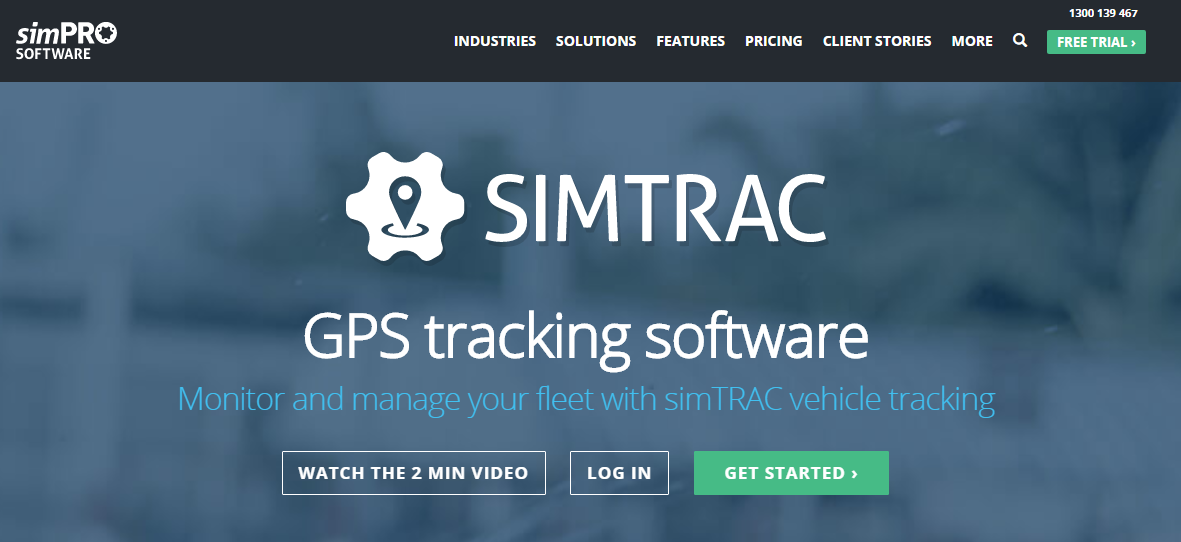 simPRO
SOFTWARE
1300 139 467
INDUSTRIES SOLUTIONS FEATURES PRICING CLIENT STORIES MORE FREE TRIAL ›
SIMTRAC
GPS tracking software
Monitor and manage your fleet with simTRAC vehicle tracking
WATCH THE 2 MIN VIDEO LOG IN GET STARTED ›